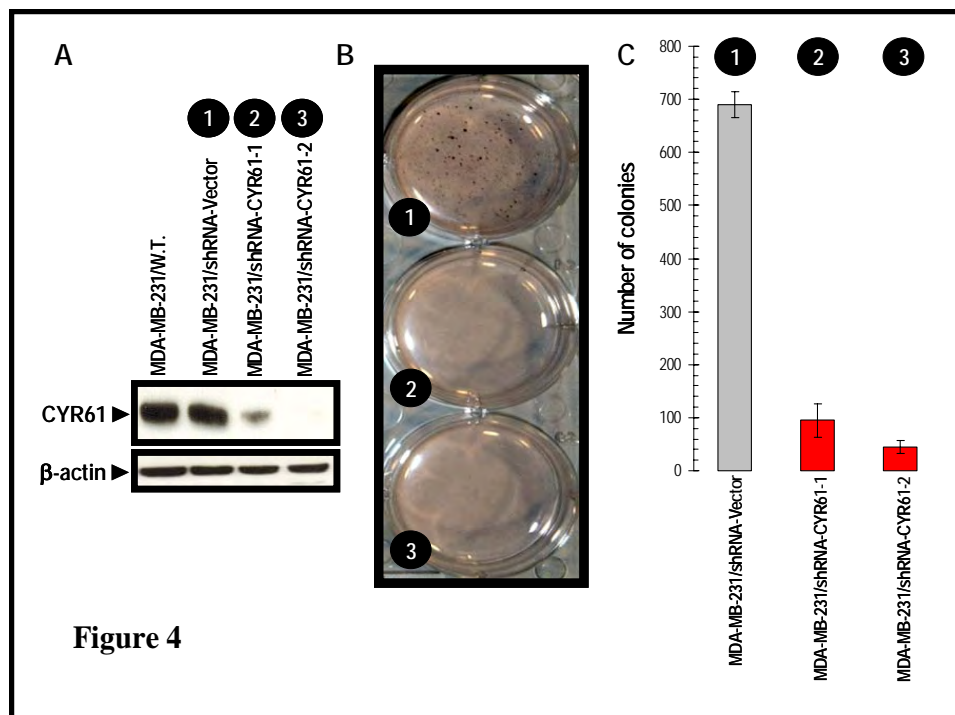 A
1
2
3
MDA-MB-231/W.T.
MDA-MB-231/shRNA-Vector
MDA-MB-231/shRNA-CYR61-1
MDA-MB-231/shRNA-CYR61-2
CYR61
β-actin
B
1
2
3
C
1
2
3
Number of colonies
800
700
600
500
400
300
200
100
0
MDA-MB-231/shRNA-Vector
MDA-MB-231/shRNA-CYR61-1
MDA-MB-231/shRNA-CYR61-2
Figure 4